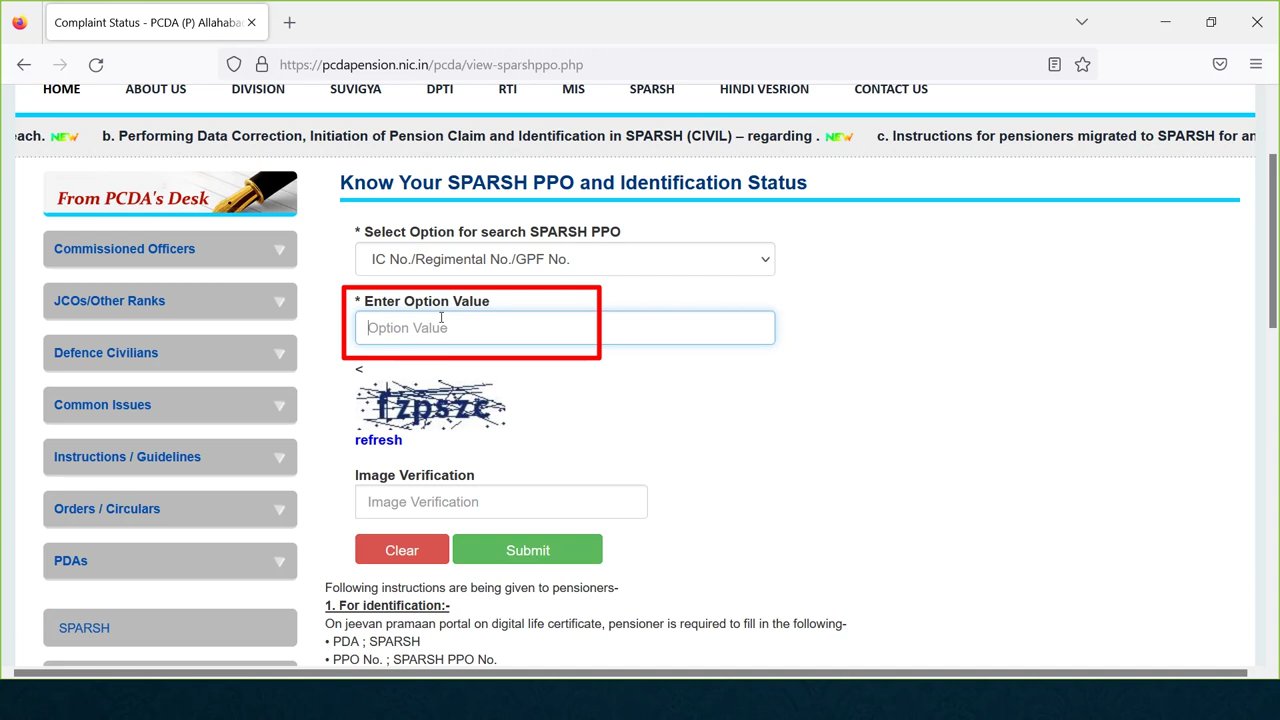 Complaint Status - PCDA (P) Allahaba
https://pcdapension.nic.in/pcda/view-sparshppo.php
HOME ABOUT US DIVISION SUVIGYA DPTI RTI MIS SPARSH HINDI VESRION CONTACT US
each. NEW b. Performing Data Correction, Initiation of Pension Claim and Identification in SPARSH (CIVIL) – regarding . NEW c. Instructions for pensioners migrated to SPARSH for an
From PCDA's Desk
Commissioned Officers
JCOs/Other Ranks
Defence Civilians
Common Issues
Instructions / Guidelines
Orders / Circulars
PDAs
SPARSH
Know Your SPARSH PPO and Identification Status
* Select Option for search SPARSH PPO
IC No./Regimental No./GPF No.
* Enter Option Value
Option Value
<
fzpszc
refresh
Image Verification
Image Verification
Clear Submit
Following instructions are being given to pensioners-
1. For identification:-
On jeevan pramaan portal on digital life certificate, pensioner is required to fill in the following-
• PDA ; SPARSH
• PPO No. ; SPARSH PPO No.